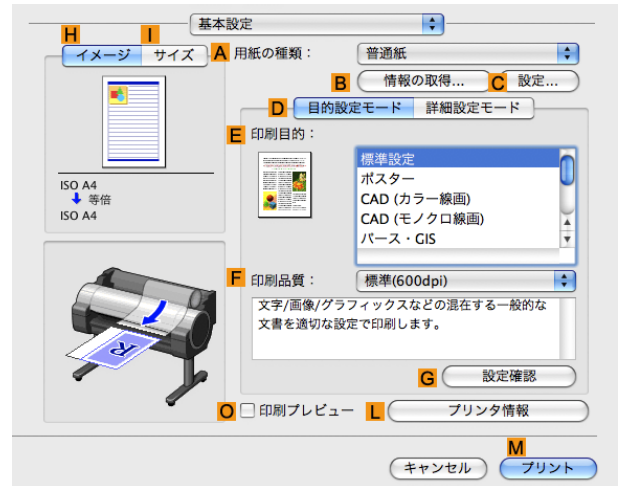 基本設定
H I
イメージ サイズ
A 用紙の種類： 普通紙
B 情報の取得... C 設定...
D 目的設定モード 詳細設定モード
E 印刷目的：
標準設定
ポスター
CAD (カラー線画)
CAD (モノクロ線画)
パース・GIS
ISO A4
等倍
ISO A4
F 印刷品質： 標準(600dpi)
文字/画像/グラフィックスなどの混在する一般的な
文書を適切な設定で印刷します。
G 設定確認
O 印刷プレビュー L プリンタ情報
M
キャンセル プリント
R